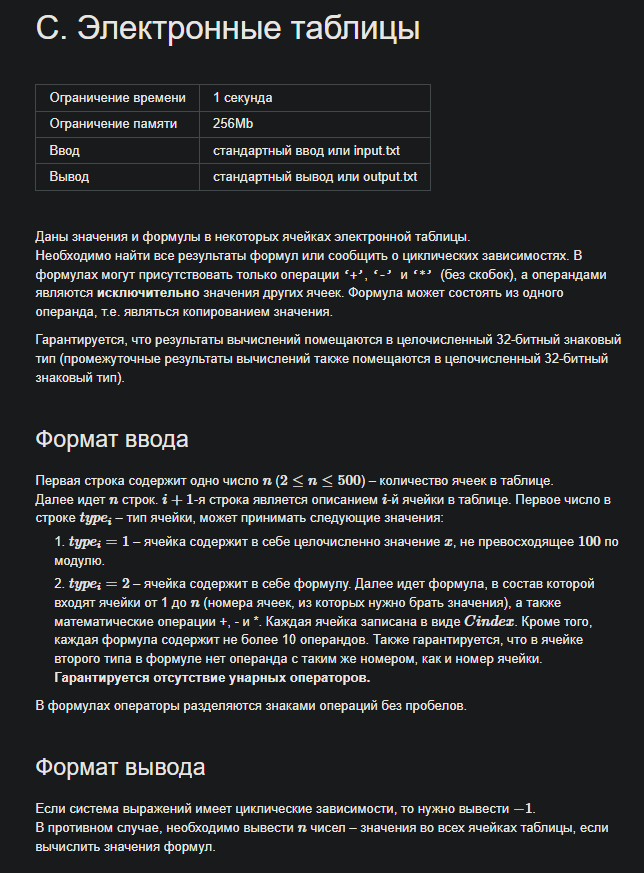 C. Электронные таблицы
Ограничение времени 1 секунда
Ограничение памяти 256Mb
Ввод стандартный ввод или input.txt
Вывод стандартный вывод или output.txt
Даны значения и формулы в некоторых ячейках электронной таблицы.
Необходимо найти все результаты формул или сообщить о циклических зависимостях. В
формулах могут присутствовать только операции ‘+’, ‘-’ и ‘*’ (без скобок), а операндами
являются исключительно значения других ячеек. Формула может состоять из одного
операнда, т.е. являться копированием значения.
Гарантируется, что результаты вычислений помещаются в целочисленный 32-битный знаковый
тип (промежуточные результаты вычислений также помещаются в целочисленный 32-битный
знаковый тип).
Формат ввода
Первая строка содержит одно число n (2 ≤ n ≤ 500) – количество ячеек в таблице.
Далее идет n строк. i + 1-я строка является описанием i-й ячейки в таблице. Первое число в
строке type_i – тип ячейки, может принимать следующие значения:
1. type_i = 1 – ячейка содержит в себе целочисленно значение x, не превосходящее 100 по
модулю.
2. type_i = 2 – ячейка содержит в себе формулу. Далее идет формула, в состав которой
входят ячейки от 1 до n (номера ячеек, из которых нужно брать значения), а также
математические операции +, - и *. Каждая ячейка записана в виде Cindex. Кроме того,
каждая формула содержит не более 10 операндов. Также гарантируется, что в ячейке
второго типа в формуле нет операнда с таким же номером, как и номер ячейки.
Гарантируется отсутствие унарных операторов.
В формулах операторы разделяются знаками операций без пробелов.
Формат вывода
Если система выражений имеет циклические зависимости, то нужно вывести −1.
В противном случае, необходимо вывести n чисел – значения во всех ячейках таблицы, если
вычислить значения формул.